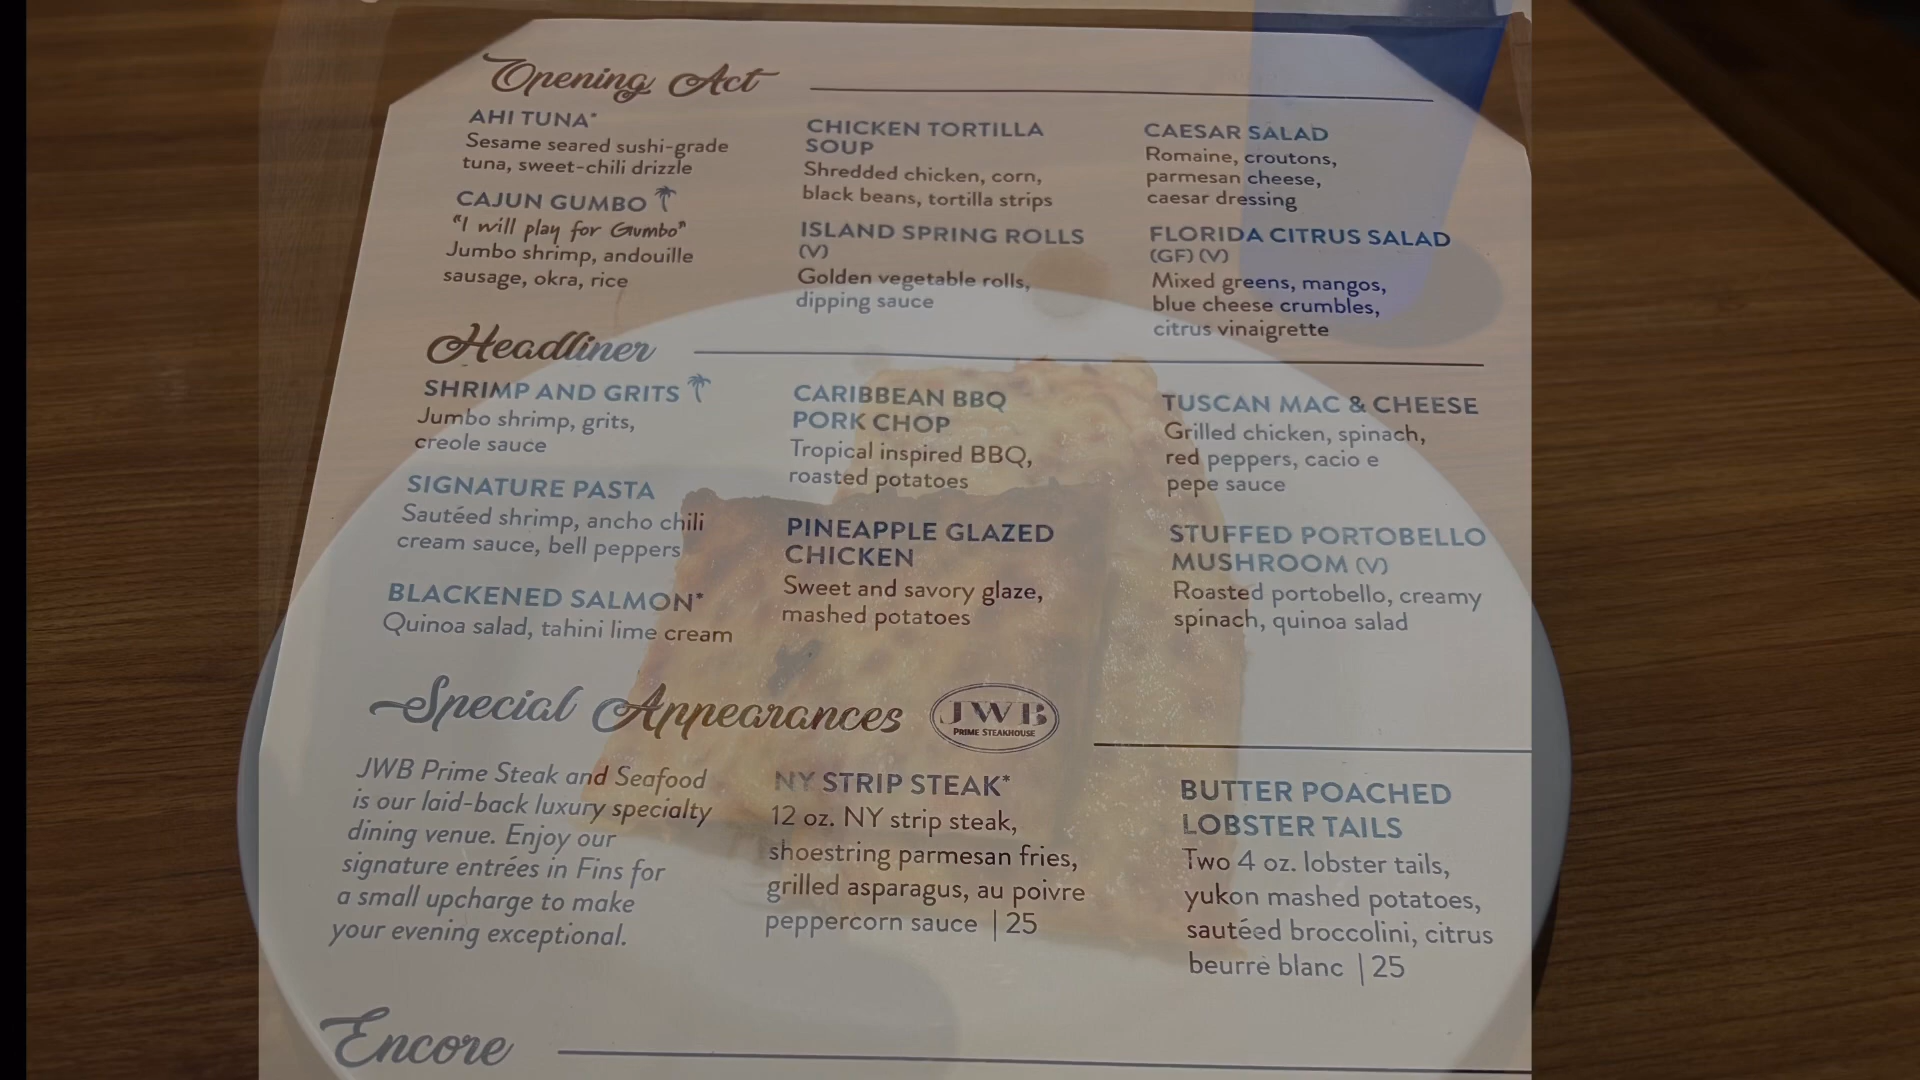 Opening Act
AHI TUNA*
Sesame seared sushi-grade
tuna, sweet-chili drizzle
CAJUN GUMBO
"I will play for Gumbo"
Jumbo shrimp, andouille
sausage, okra, rice
CHICKEN TORTILLA
SOUP
Shredded chicken, corn,
black beans, tortilla strips
ISLAND SPRING ROLLS
(V)
Golden vegetable rolls,
dipping sauce
CAESAR SALAD
Romaine, croutons,
parmesan cheese,
caesar dressing
FLORIDA CITRUS SALAD
(GF) (V)
Mixed greens, mangos,
blue cheese crumbles,
citrus vinaigrette
Headliner
SHRIMP AND GRITS
Jumbo shrimp, grits,
creole sauce
SIGNATURE PASTA
Sautéed shrimp, ancho chili
cream sauce, bell peppers
BLACKENED SALMON*
Quinoa salad, tahini lime cream
CARIBBEAN BBQ
PORK CHOP
Tropical inspired BBQ,
roasted potatoes
PINEAPPLE GLAZED
CHICKEN
Sweet and savory glaze,
mashed potatoes
TUSCAN MAC & CHEESE
Grilled chicken, spinach,
red peppers, cacio e
pepe sauce
STUFFED PORTOBELLO
MUSHROOM (V)
Roasted portobello, creamy
spinach, quinoa salad
Special Appearances
JWB
PRIME STEAKHOUSE
JWB Prime Steak and Seafood
is our laid-back luxury specialty
dining venue. Enjoy our
signature entrées in Fins for
a small upcharge to make
your evening exceptional.
NY STRIP STEAK*
12 oz. NY strip steak,
shoestring parmesan fries,
grilled asparagus, au poivre
peppercorn sauce | 25
BUTTER POACHED
LOBSTER TAILS
Two 4 oz. lobster tails,
yukon mashed potatoes,
sautéed broccolini, citrus
beurre blanc | 25
Encore